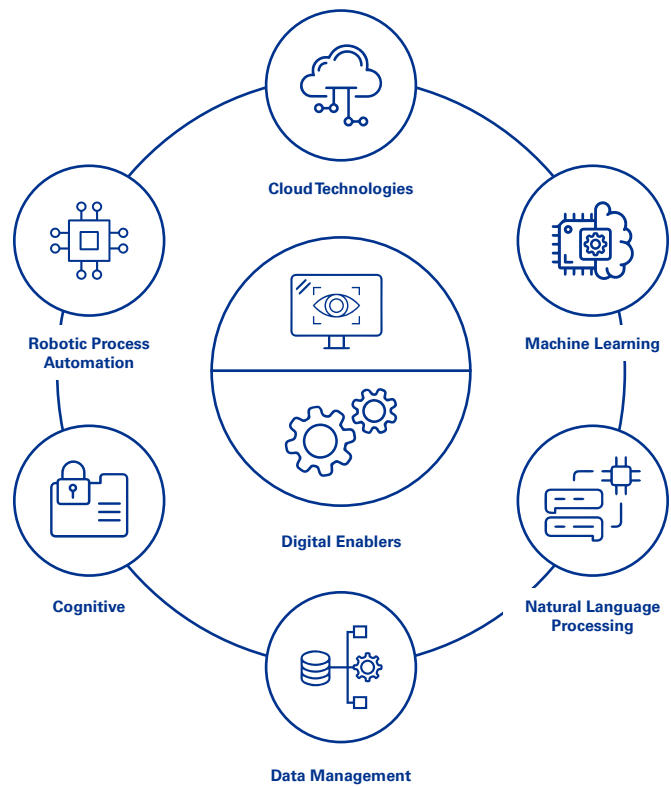 Cloud Technologies
Robotic Process
Automation
Machine Learning
Digital Enablers
Cognitive
Natural Language
Processing
Data Management